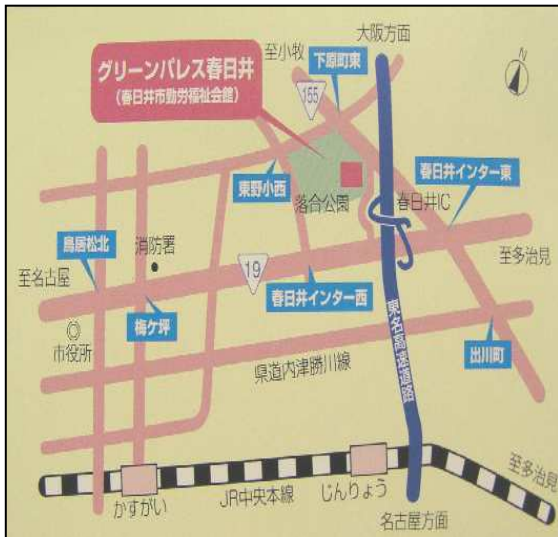 大阪方面
至小牧
下原町東
N
グリーンパレス春日井
(春日井市勤労福祉会館)
155
東野小西
落合公園
春日井IC
春日井インター東
鳥居松北
消防署
至名古屋
19
春日井インター西
至多治見
梅ケ坪
市役所
県道内津勝川線
東名高速道路
出川町
かすがい
JR中央本線
じんりょう
至多治見
名古屋方面